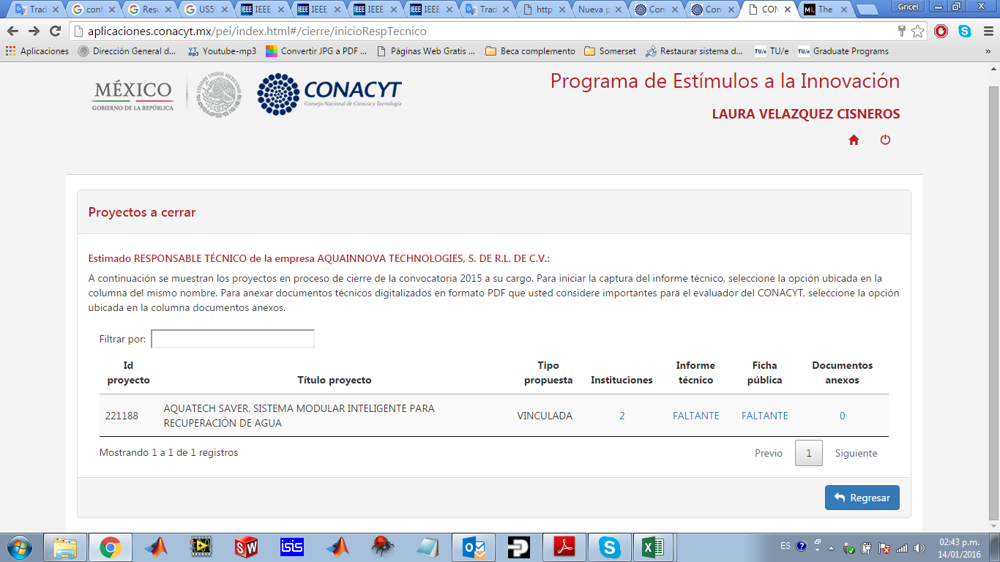 Trad
cont
Resu
US5
IEEE
IEEE
IEEE
IEEE
Trad
http
Nueva p
Con
CON
The
Gricel
aplicaciones.conacyt.mx/pei/index.html#/cierre/inicioRespTecnico
Aplicaciones
Dirección General d...
Youtube-mp3
Convertir JPG a PDF ...
Páginas Web Gratis ...
Beca complemento
Somerset
Restaurar sistema d...
TU/e TU/e
TU/e Graduate Programs
»
MÉXICO
GOBIERNO DE LA REPÚBLICA
CONACYT
Consejo Nacional de Ciencia y Tecnología
Programa de Estímulos a la Innovación
LAURA VELAZQUEZ CISNEROS
Proyectos a cerrar
Estimado RESPONSABLE TÉCNICO de la empresa AQUAINNOVA TECHNOLOGIES, S. DE R.L. DE C.V.:
A continuación se muestran los proyectos en proceso de cierre de la convocatoria 2015 a su cargo. Para iniciar la captura del informe técnico, seleccione la opción ubicada en la
columna del mismo nombre. Para anexar documentos técnicos digitalizados en formato PDF que usted considere importantes para el evaluador del CONACYT, seleccione la opción
ubicada en la columna documentos anexos.
Filtrar por:
Id proyecto
Título proyecto
Tipo propuesta
Instituciones
Informe técnico
Ficha pública
Documentos anexos
221188
AQUATECH SAVER, SISTEMA MODULAR INTELIGENTE PARA
RECUPERACIÓN DE AGUA
VINCULADA
2
FALTANTE
FALTANTE
0
Mostrando 1 a 1 de 1 registros
Previo
1
Siguiente
Regresar
isis
ES
02:43 p.m.
14/01/2016